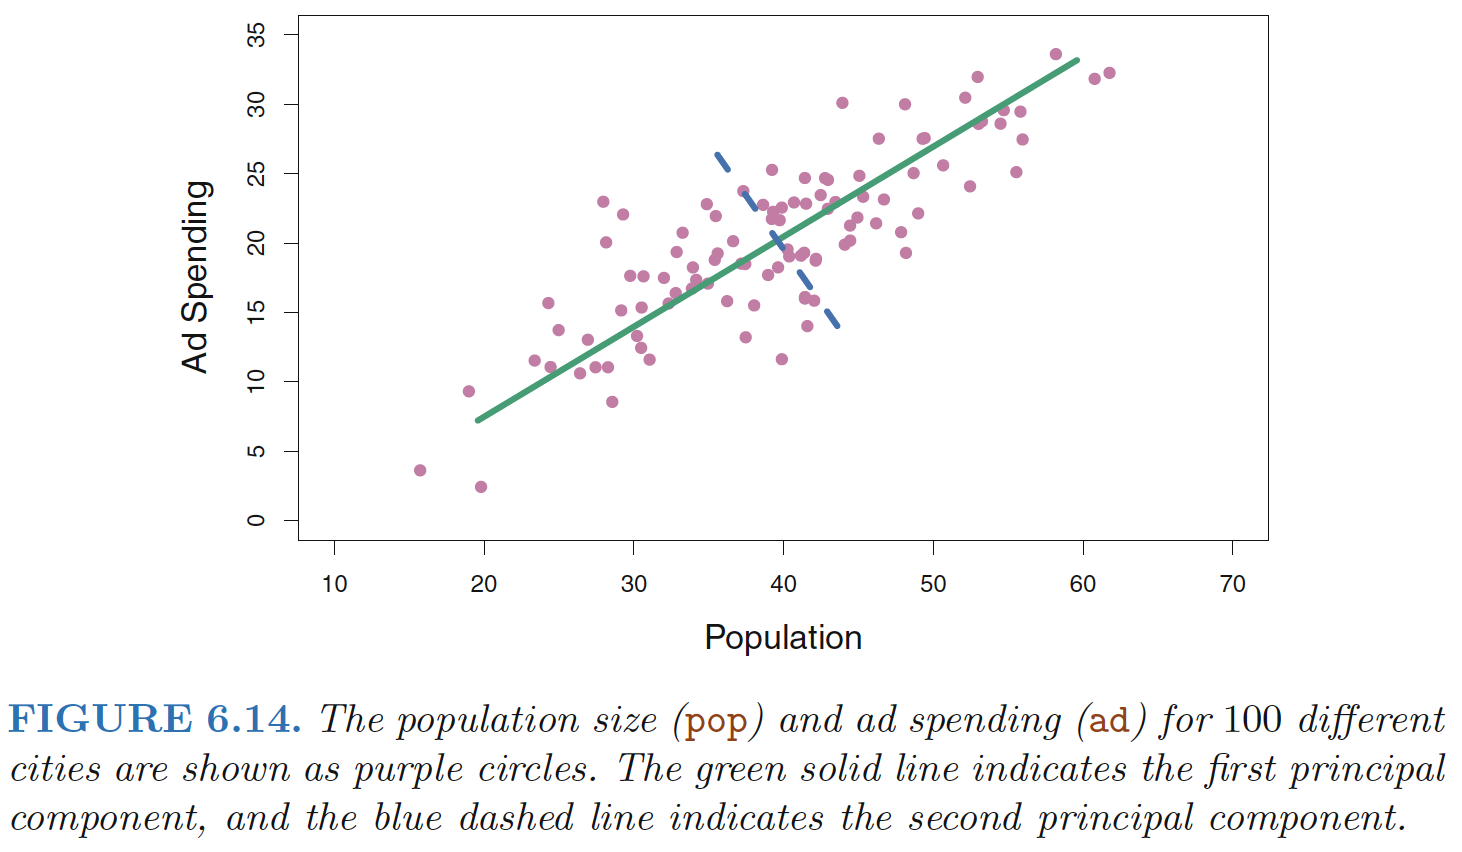 35
30
25
20
15
10
5
0
Ad Spending
10 20 30 40 50 60 70
Population
FIGURE 6.14. The population size (pop) and ad spending (ad) for 100 different
cities are shown as purple circles. The green solid line indicates the first principal
component, and the blue dashed line indicates the second principal component.